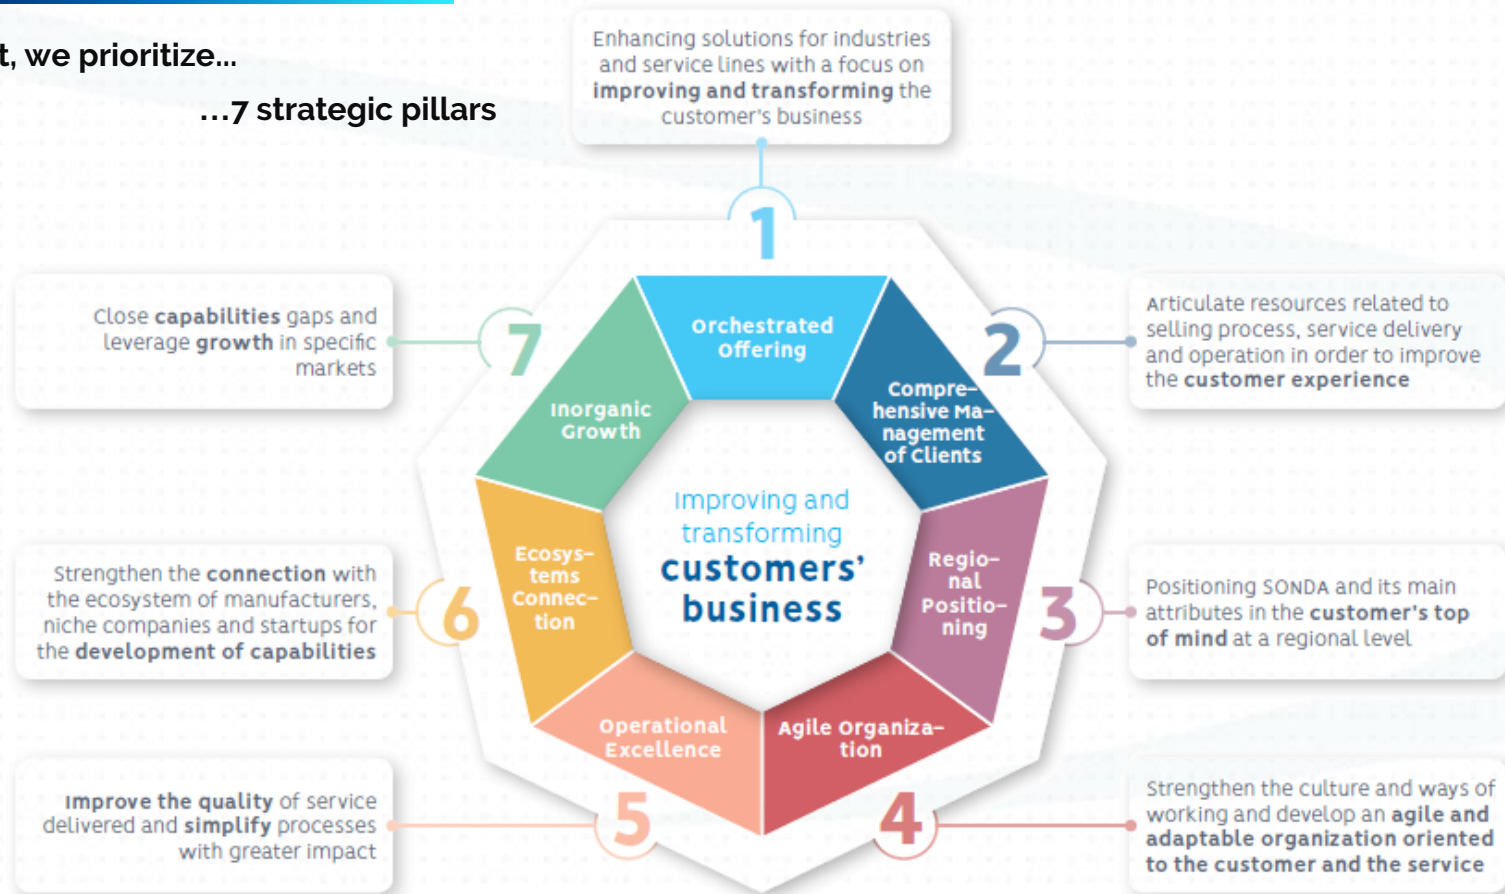 t, we prioritize...
...7 strategic pillars
Enhancing solutions for industries
and service lines with a focus on
improving and transforming the
customer's business
1
Orchestrated
Offering
2
Compre-
hensive Ma-
nagement
of Clients
Articulate resources related to
selling process, service delivery
and operation in order to improve
the customer experience
3
Regio-
nal
Positio-
ning
Positioning SONDA and its main
attributes in the customer's top
of mind at a regional level
4
Agile Organiza-
tion
Strengthen the culture and ways of
working and develop an agile and
adaptable organization oriented
to the customer and the service
5
Operational
Excellence
Improve the quality of service
delivered and simplify processes
with greater impact
6
Ecosys-
tems
Connec-
tion
Strengthen the connection with
the ecosystem of manufacturers,
niche companies and startups for
the development of capabilities
7
Inorganic
Growth
Close capabilities gaps and
leverage growth in specific
markets
Improving and
transforming
customers'
business